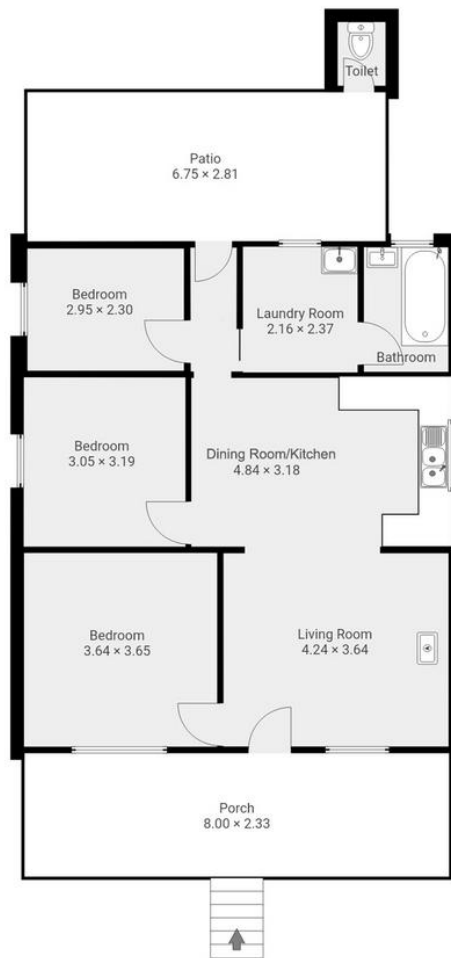 Toilet
Patio
6.75 × 2.81
Bedroom
2.95 × 2.30
Laundry Room
2.16 × 2.37
Bathroom
Bedroom
3.05 × 3.19
Dining Room/Kitchen
4.84 × 3.18
Bedroom
3.64 × 3.65
Living Room
4.24 × 3.64
Porch
8.00 × 2.33